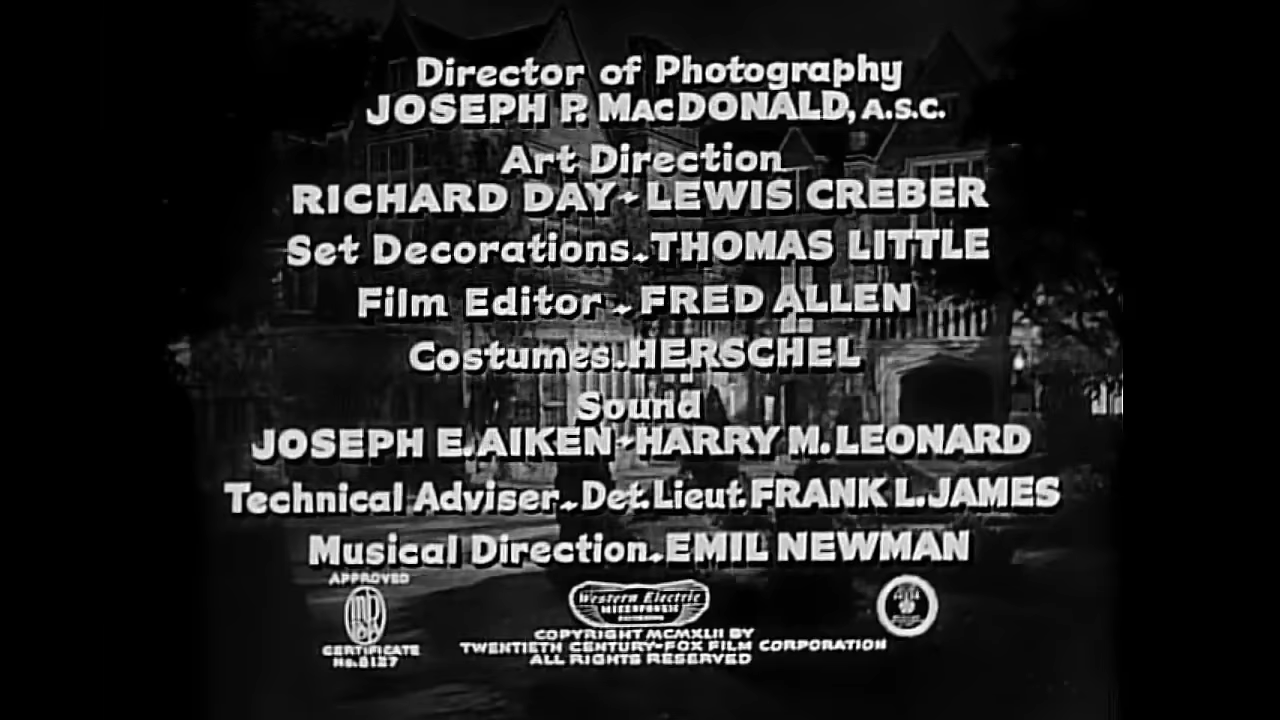 Director of Photography
JOSEPH P. MacDONALD, A.S.C.
Art Direction
RICHARD DAY - LEWIS CREBER
Set Decorations - THOMAS LITTLE
Film Editor - FRED ALLEN
Costumes - HERSCHEL
Sound
JOSEPH E. AIKEN - HARRY M. LEONARD
Technical Adviser - Det. Lieut. FRANK L. JAMES
Musical Direction - EMIL NEWMAN
APPROVED
CERTIFICATE
No.
Western Electric
MIRROPHONIC
RECORDING
COPYRIGHT MCMXLII BY
TWENTIETH CENTURY-FOX FILM CORPORATION
ALL RIGHTS RESERVED